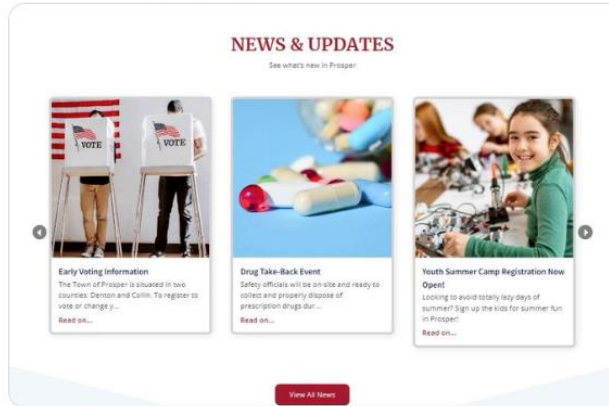 NEWS & UPDATES
See what's new in Prosper
VOTE
VOTE
Early Voting Information
The Town of Prosper is situated in two
counties: Denton and Collin. To register to
vote or change y...
Read on...
Drug Take-Back Event
Safety officials will be on-site and ready to
collect and properly dispose of
prescription drugs dur...
Read on...
Youth Summer Camp Registration Now
Open!
Looking to avoid totally lazy days of
summer? Sign up the kids for summer fun
in Prosper!
Read on...
View All News